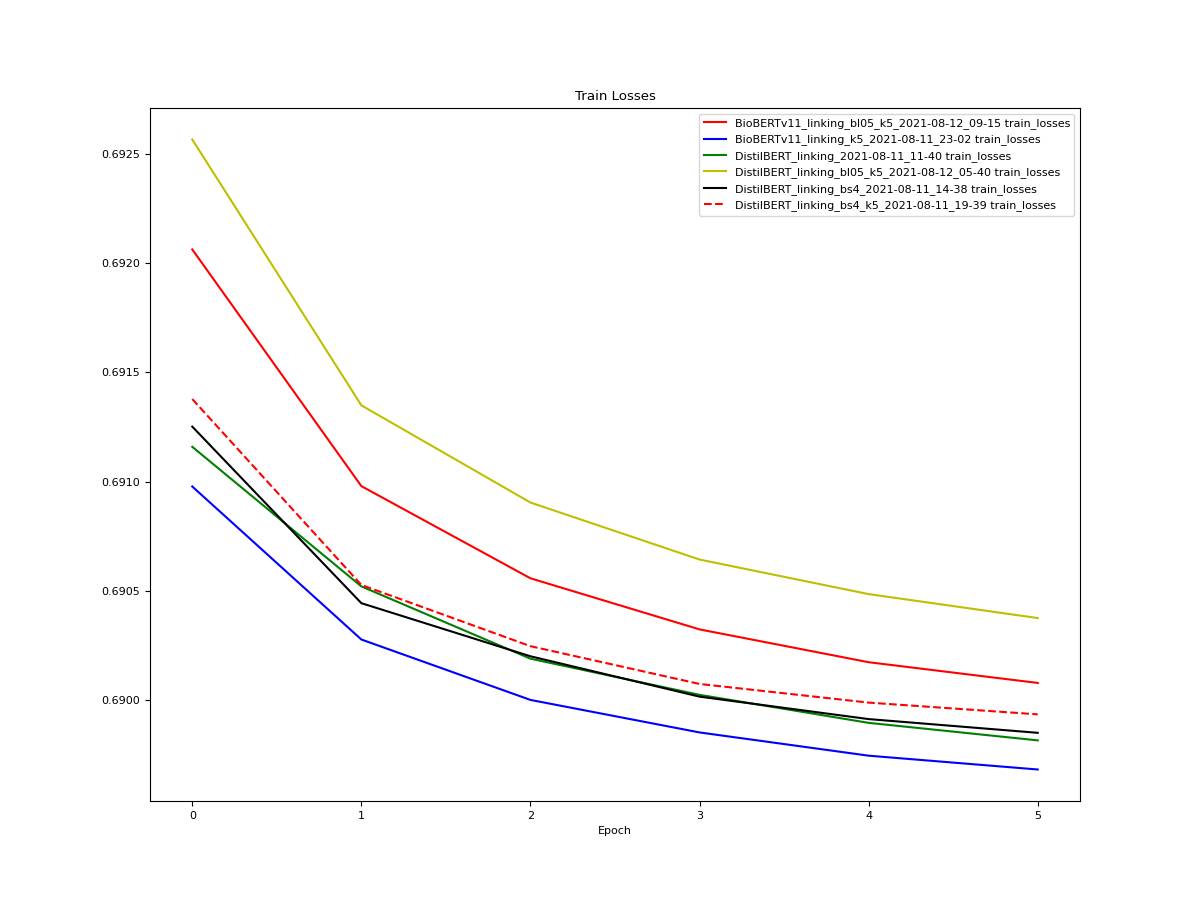 Train Losses
BioBERTv11_linking_bl05_k5_2021-08-12_09-15 train_losses
BioBERTv11_linking_k5_2021-08-11_23-02 train_losses
DistilBERT_linking_2021-08-11_11-40 train_losses
DistilBERT_linking_bl05_k5_2021-08-12_05-40 train_losses
DistilBERT_linking_bs4_2021-08-11_14-38 train_losses
DistilBERT_linking_bs4_k5_2021-08-11_19-39 train_losses
0.6925
0.6920
0.6915
0.6910
0.6905
0.6900
0 1 2 3 4 5
Epoch